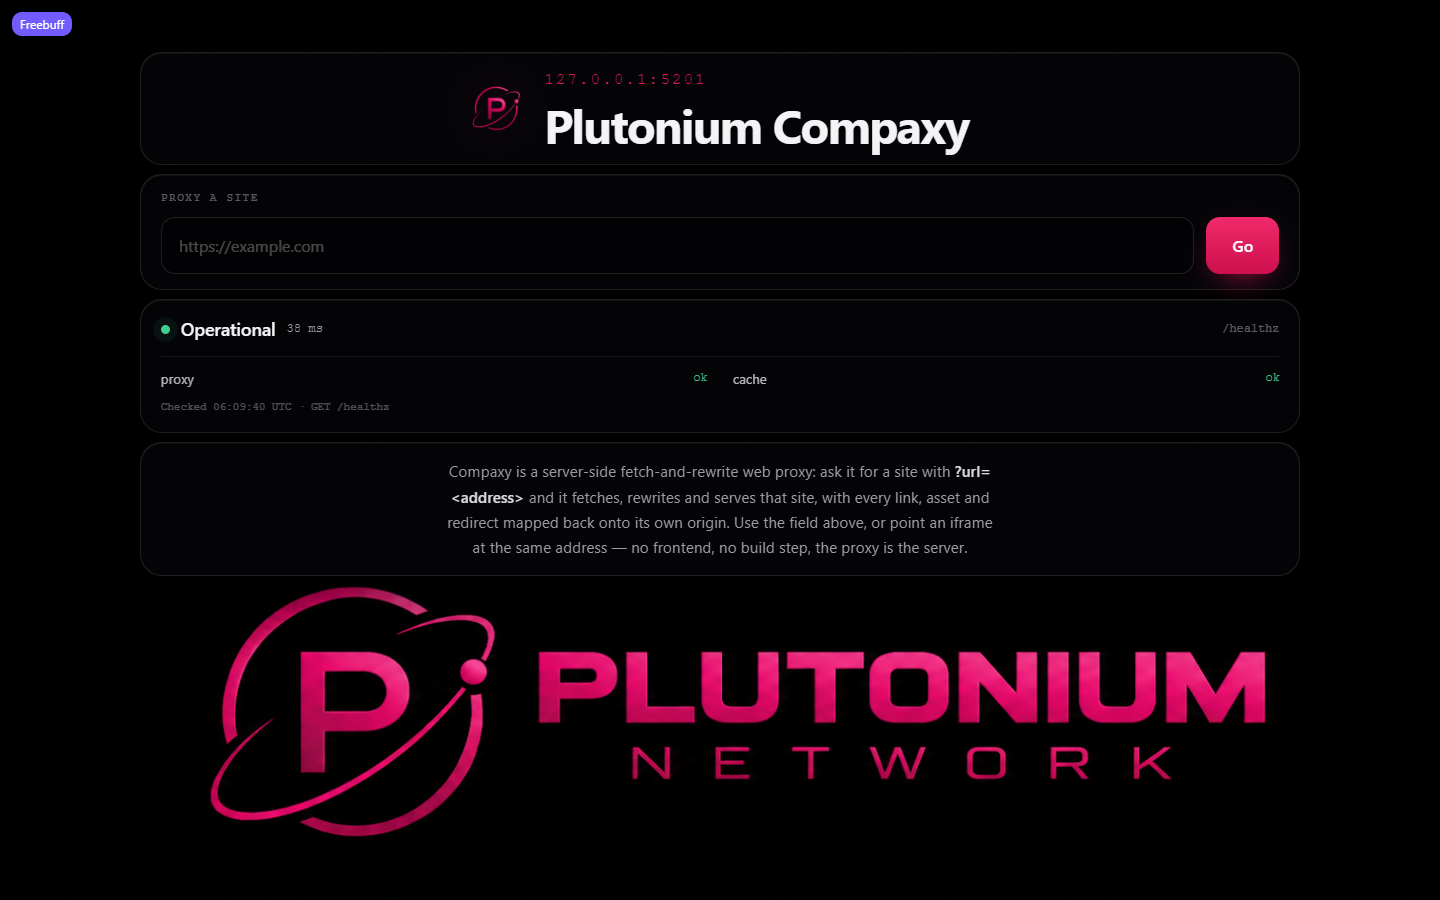 Freebuff
127.0.0.1:5201
P
Plutonium Compaxy
PROXY A SITE
https://example.com
Go
Operational 38 ms /healthz
proxy ok cache ok
Checked 06:09:40 UTC · GET /healthz
Compaxy is a server-side fetch-and-rewrite web proxy: ask it for a site with ?url=
<address> and it fetches, rewrites and serves that site, with every link, asset and
redirect mapped back onto its own origin. Use the field above, or point an iframe
at the same address — no frontend, no build step, the proxy is the server.
P
PLUTONIUM
NETWORK